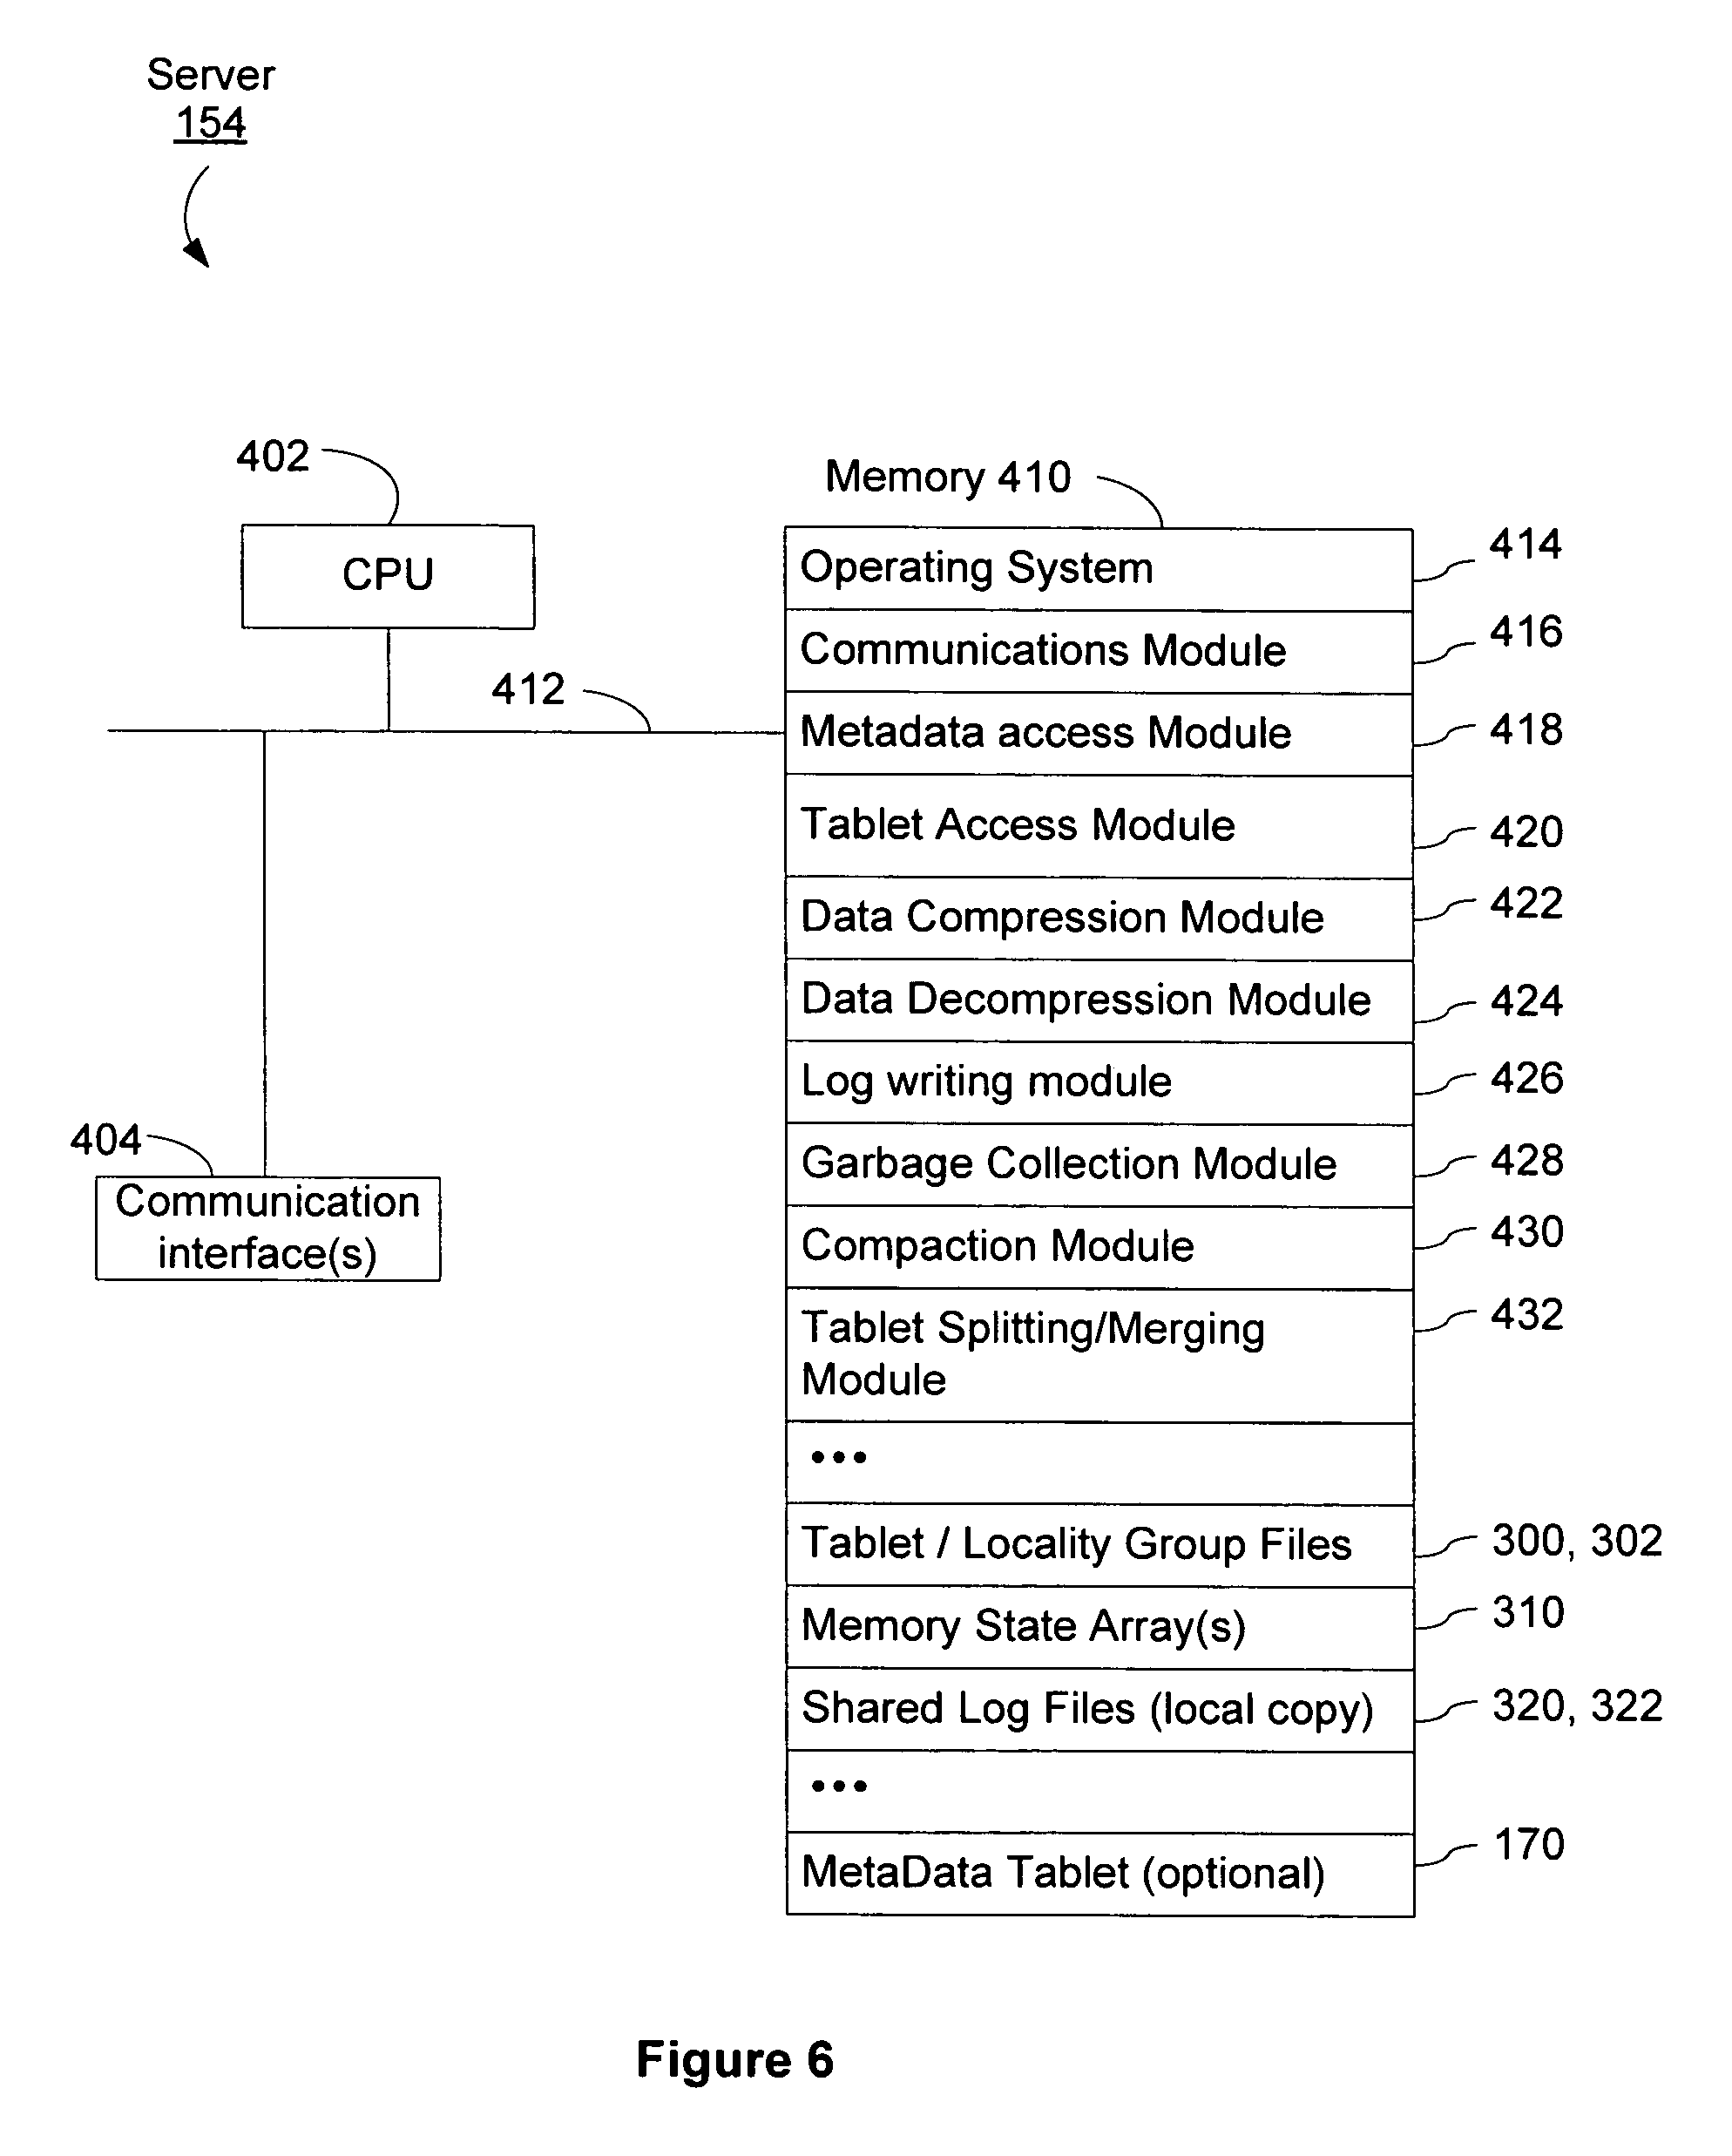 Server
154
402
CPU
412
404
Communication
interface(s)
Memory 410
Operating System 414
Communications Module 416
Metadata access Module 418
Tablet Access Module 420
Data Compression Module 422
Data Decompression Module 424
Log writing module 426
Garbage Collection Module 428
Compaction Module 430
Tablet Splitting/Merging 432
Module
•••
Tablet / Locality Group Files 300, 302
Memory State Array(s) 310
Shared Log Files (local copy) 320, 322
•••
MetaData Tablet (optional) 170
Figure 6